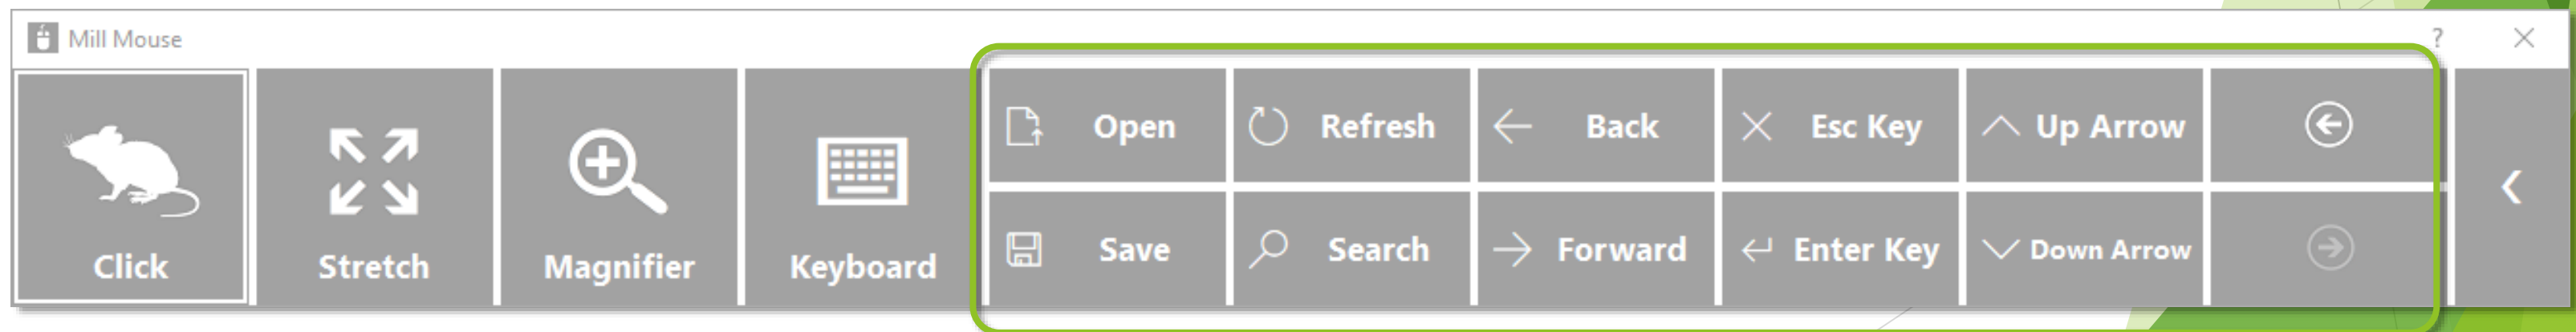 Mill Mouse ?
Open Refresh Back Esc Key Up Arrow
Save Search Forward Enter Key Down Arrow
Click Stretch Magnifier Keyboard